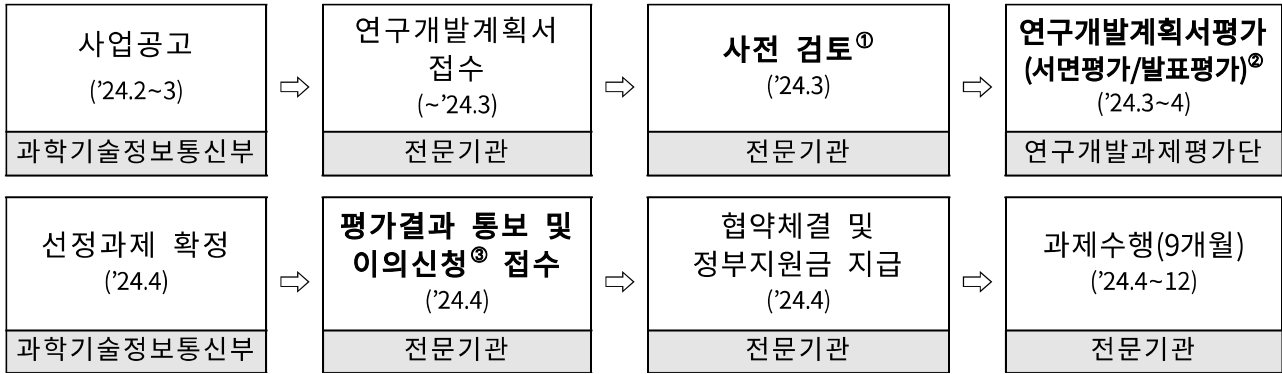 사업공고
('24.2~3)
과학기술정보통신부
⇨
연구개발계획서
접수
(~'24.3)
전문기관
⇨
사전 검토①
('24.3)
전문기관
⇨
연구개발계획서평가
(서면평가/발표평가)②
('24.3~4)
연구개발과제평가단
선정과제 확정
('24.4)
과학기술정보통신부
⇨
평가결과 통보 및
이의신청③ 접수
('24.4)
전문기관
⇨
협약체결 및
정부지원금 지급
('24.4)
전문기관
⇨
과제수행(9개월)
('24.4~12)
전문기관